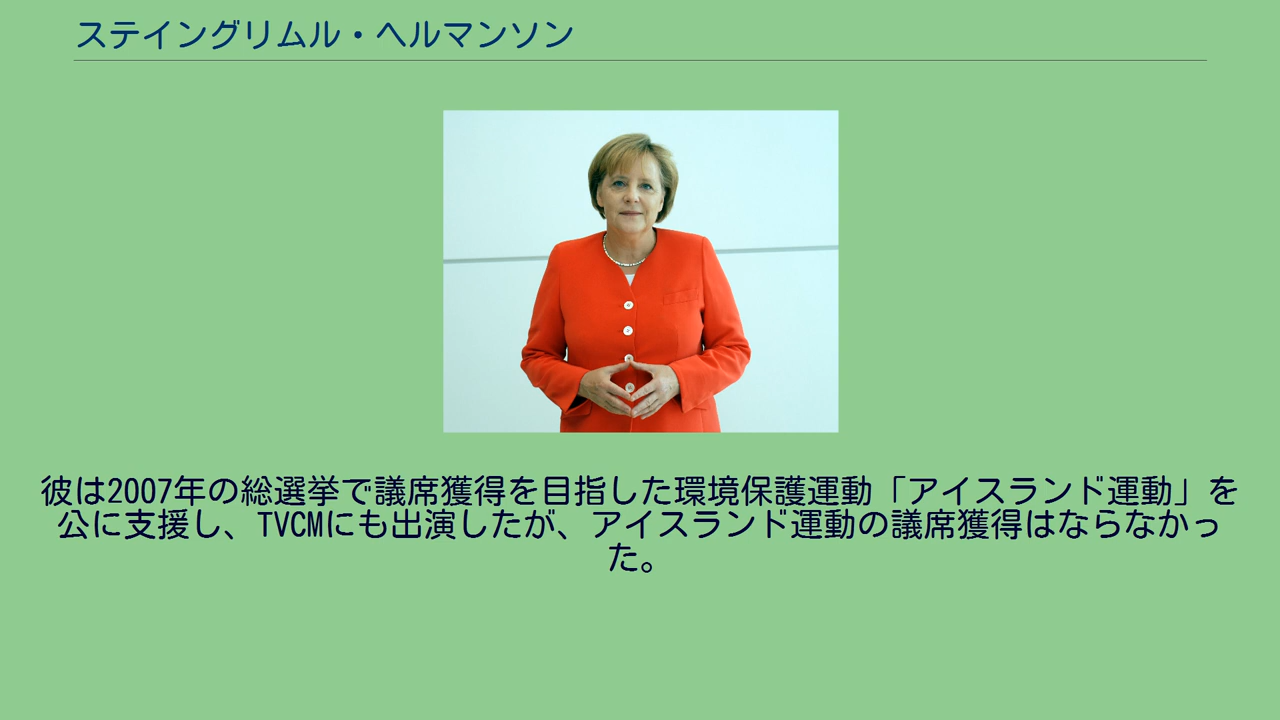 ステイングリムル・ヘルマンソン
彼は2007年の総選挙で議席獲得を目指した環境保護運動「アイスランド運動」を
公に支援し、TVCMにも出演したが、アイスランド運動の議席獲得はならなかっ
た。